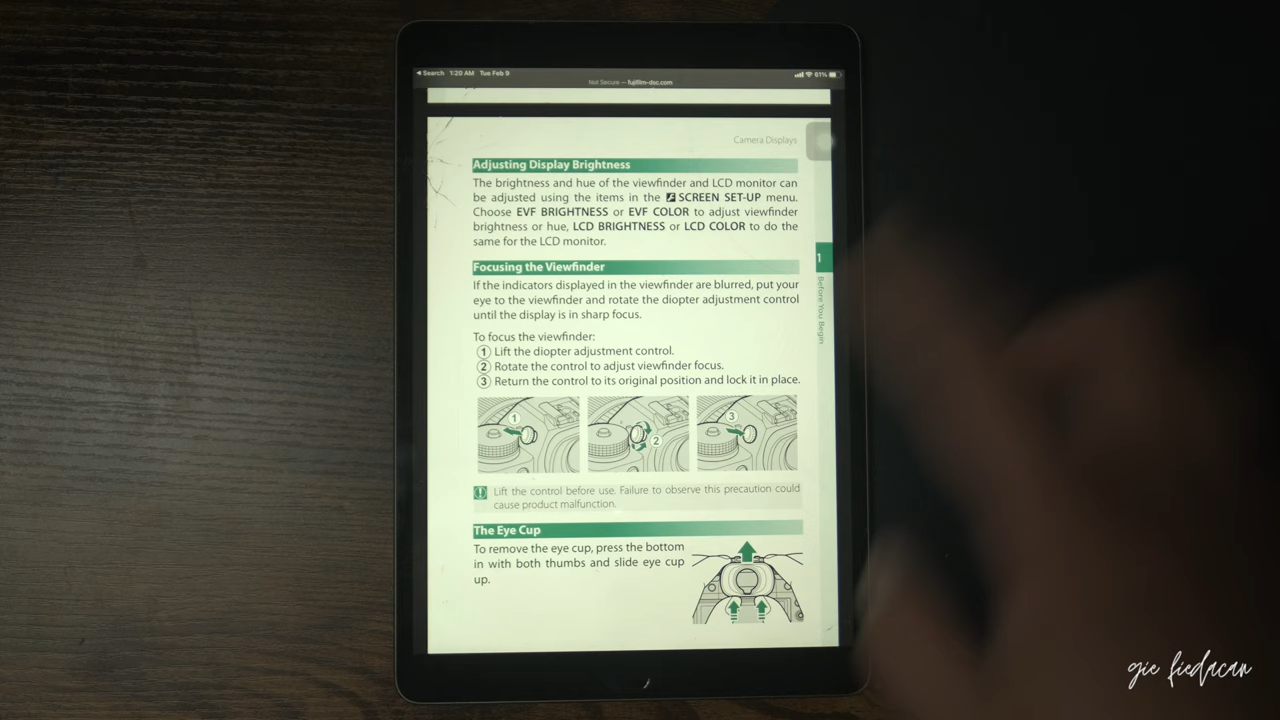 Search 1:20 AM Tue Feb 9 61%
Not Secure — fujifilm-dsc.com
Camera Displays
Adjusting Display Brightness
The brightness and hue of the viewfinder and LCD monitor can
be adjusted using the items in the SCREEN SET-UP menu.
Choose EVF BRIGHTNESS or EVF COLOR to adjust viewfinder
brightness or hue, LCD BRIGHTNESS or LCD COLOR to do the
same for the LCD monitor.
1
Before You Begin
Focusing the Viewfinder
If the indicators displayed in the viewfinder are blurred, put your
eye to the viewfinder and rotate the diopter adjustment control
until the display is in sharp focus.
To focus the viewfinder:
1 Lift the diopter adjustment control.
2 Rotate the control to adjust viewfinder focus.
3 Return the control to its original position and lock it in place.
1 2 3
Lift the control before use. Failure to observe this precaution could
cause product malfunction.
The Eye Cup
To remove the eye cup, press the bottom
in with both thumbs and slide eye cup
up.
gie fiedacan